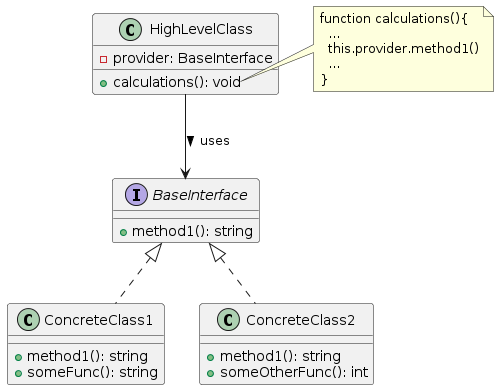 C HighLevelClass
provider: BaseInterface
calculations(): void
function calculations(){
...
this.provider.method1()
...
}
uses
I BaseInterface
method1(): string
C ConcreteClass1
method1(): string
someFunc(): string
C ConcreteClass2
method1(): string
someOtherFunc(): int